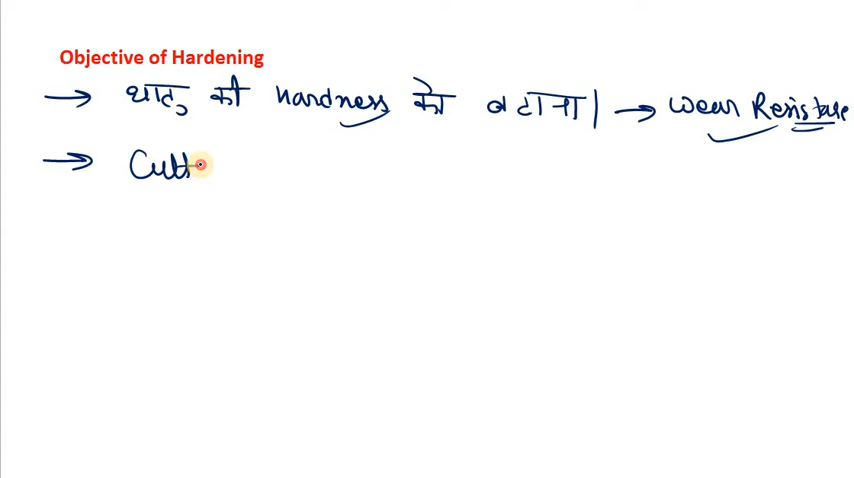 Objective of Hardening
→ धातु की hardness को बढाना। → Wear Resistance
→ Cutt